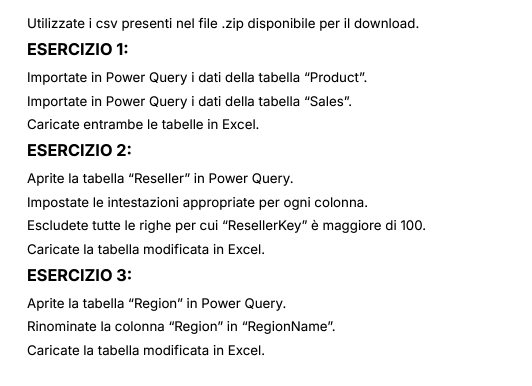 Utilizzate i csv presenti nel file .zip disponibile per il download.
ESERCIZIO 1:
Importate in Power Query i dati della tabella “Product”.
Importate in Power Query i dati della tabella “Sales”.
Caricate entrambe le tabelle in Excel.
ESERCIZIO 2:
Aprite la tabella “Reseller” in Power Query.
Impostate le intestazioni appropriate per ogni colonna.
Escludete tutte le righe per cui “ResellerKey” è maggiore di 100.
Caricate la tabella modificata in Excel.
ESERCIZIO 3:
Aprite la tabella “Region” in Power Query.
Rinominate la colonna “Region” in “RegionName”.
Caricate la tabella modificata in Excel.